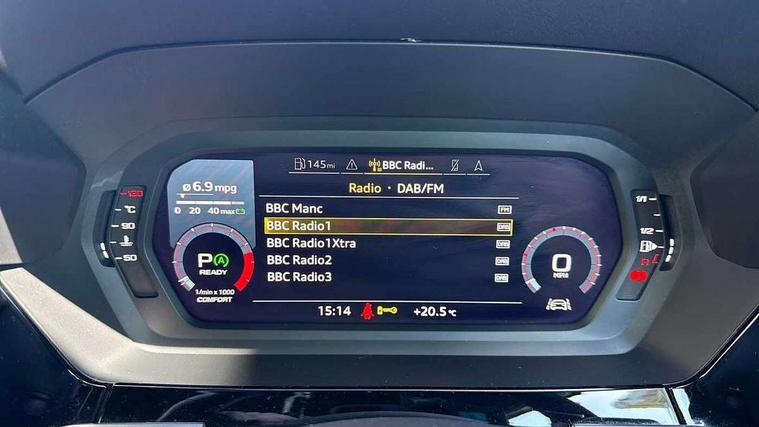 145mi BBC Radi...
Radio · DAB/FM
ø 6.9 mpg
0 20 40 max
BBC Manc FM
BBC Radio1 DAB
BBC Radio1Xtra DAB
BBC Radio2 DAB
BBC Radio3 DAB
120
°C
90
50
P A
READY
1/min x 1000
COMFORT
0
MPH
1/1
1/2
15:14 +20.5 °C